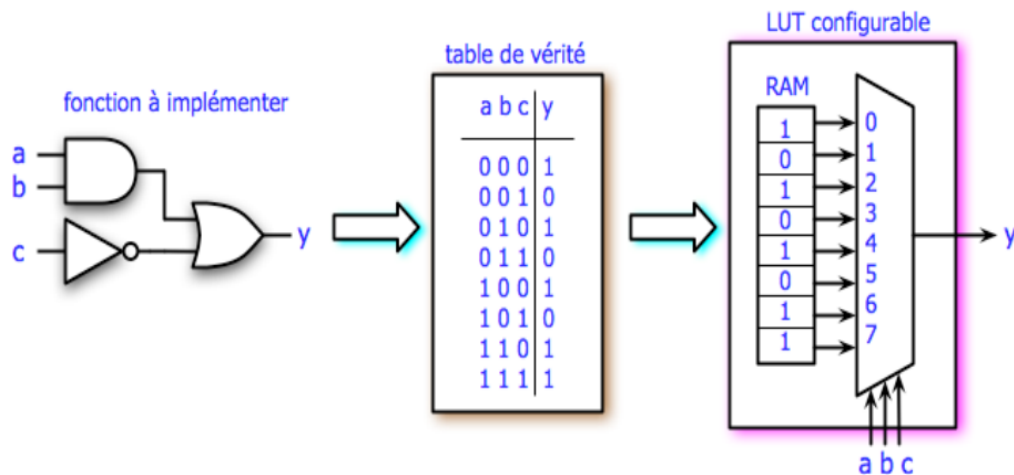 fonction à implémenter
a
b
c
y
table de vérité
a b c y
0 0 0 1
0 0 1 0
0 1 0 1
0 1 1 0
1 0 0 1
1 0 1 0
1 1 0 1
1 1 1 1
LUT configurable
RAM
1 0
0 1
1 2
0 3
1 4
0 5
1 6
1 7
y
a b c